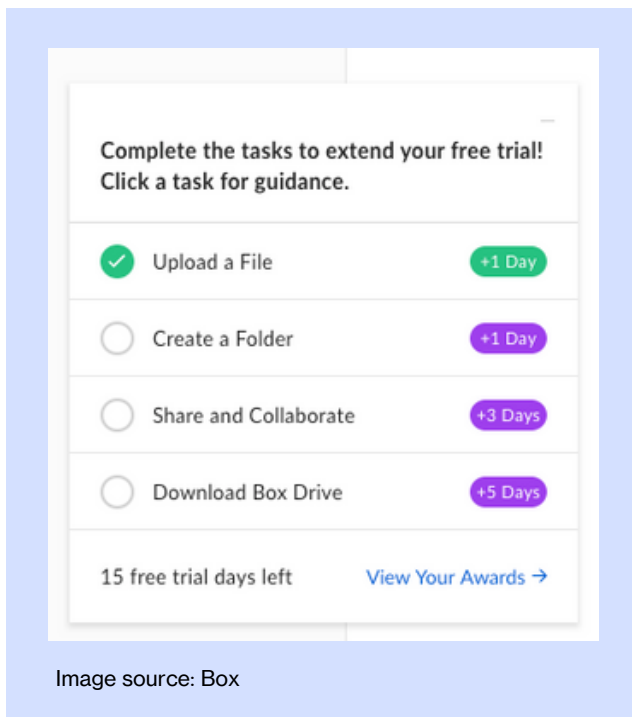 Complete the tasks to extend your free trial!
Click a task for guidance.
Upload a File +1 Day
Create a Folder +1 Day
Share and Collaborate +3 Days
Download Box Drive +5 Days
15 free trial days left View Your Awards →
Image source: Box